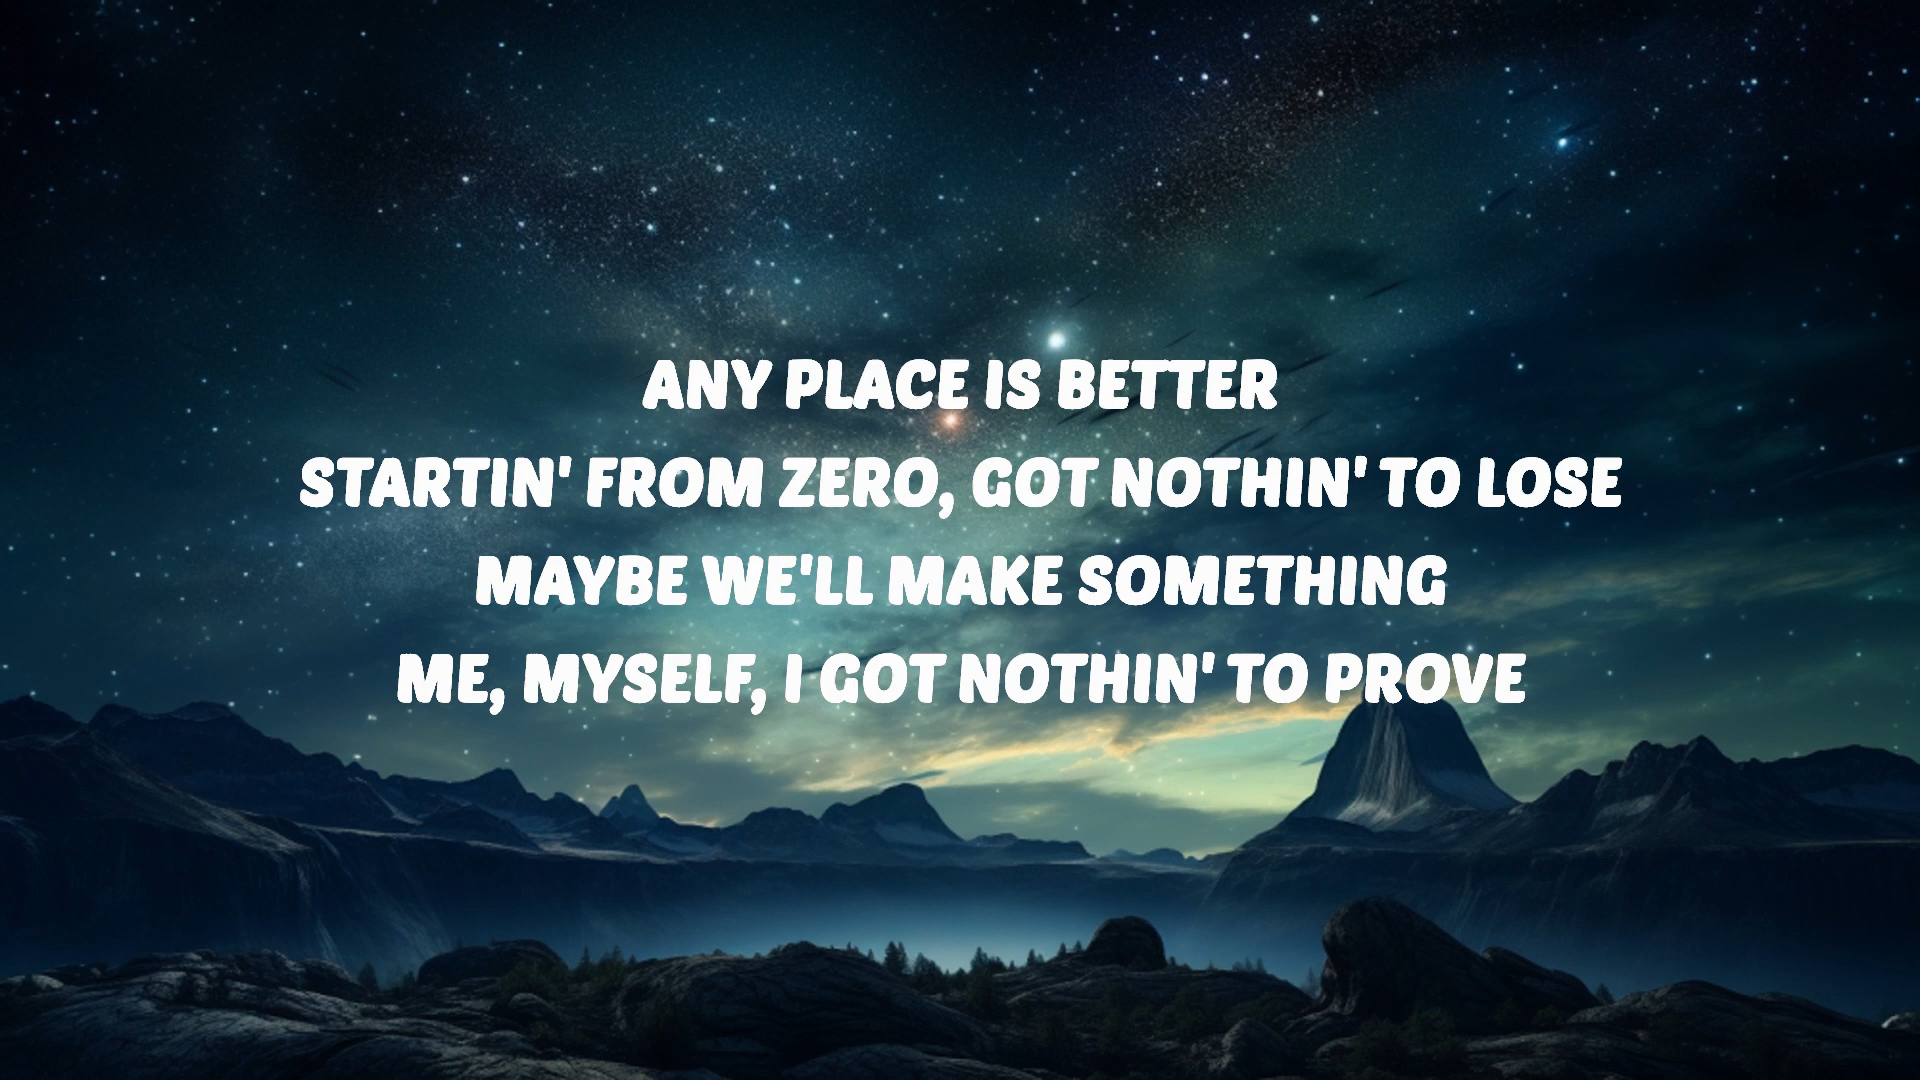 ANY PLACE IS BETTER
STARTIN' FROM ZERO, GOT NOTHIN' TO LOSE
MAYBE WE'LL MAKE SOMETHING
ME, MYSELF, I GOT NOTHIN' TO PROVE